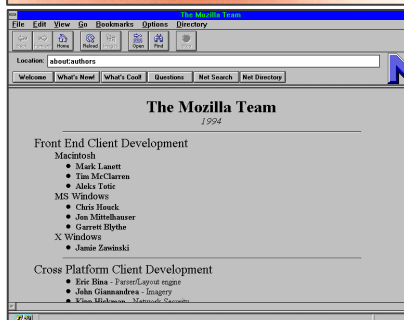 The Mozilla Team
File Edit View Go Bookmarks Options Directory
Home Reload Open Find
Location: about:authors
Welcome What's New! What's Cool! Questions Net Search Net Directory
N
The Mozilla Team
1994
Front End Client Development
Macintosh
Mark Lanett
Tim McClarren
Aleks Totic
MS Windows
Chris Houck
Jon Mittelhauser
Garrett Blythe
X Windows
Jamie Zawinski
Cross Platform Client Development
Eric Bina - Parser/Layout engine
John Giannandrea - Imagery
Kipp Hickman - Network Security